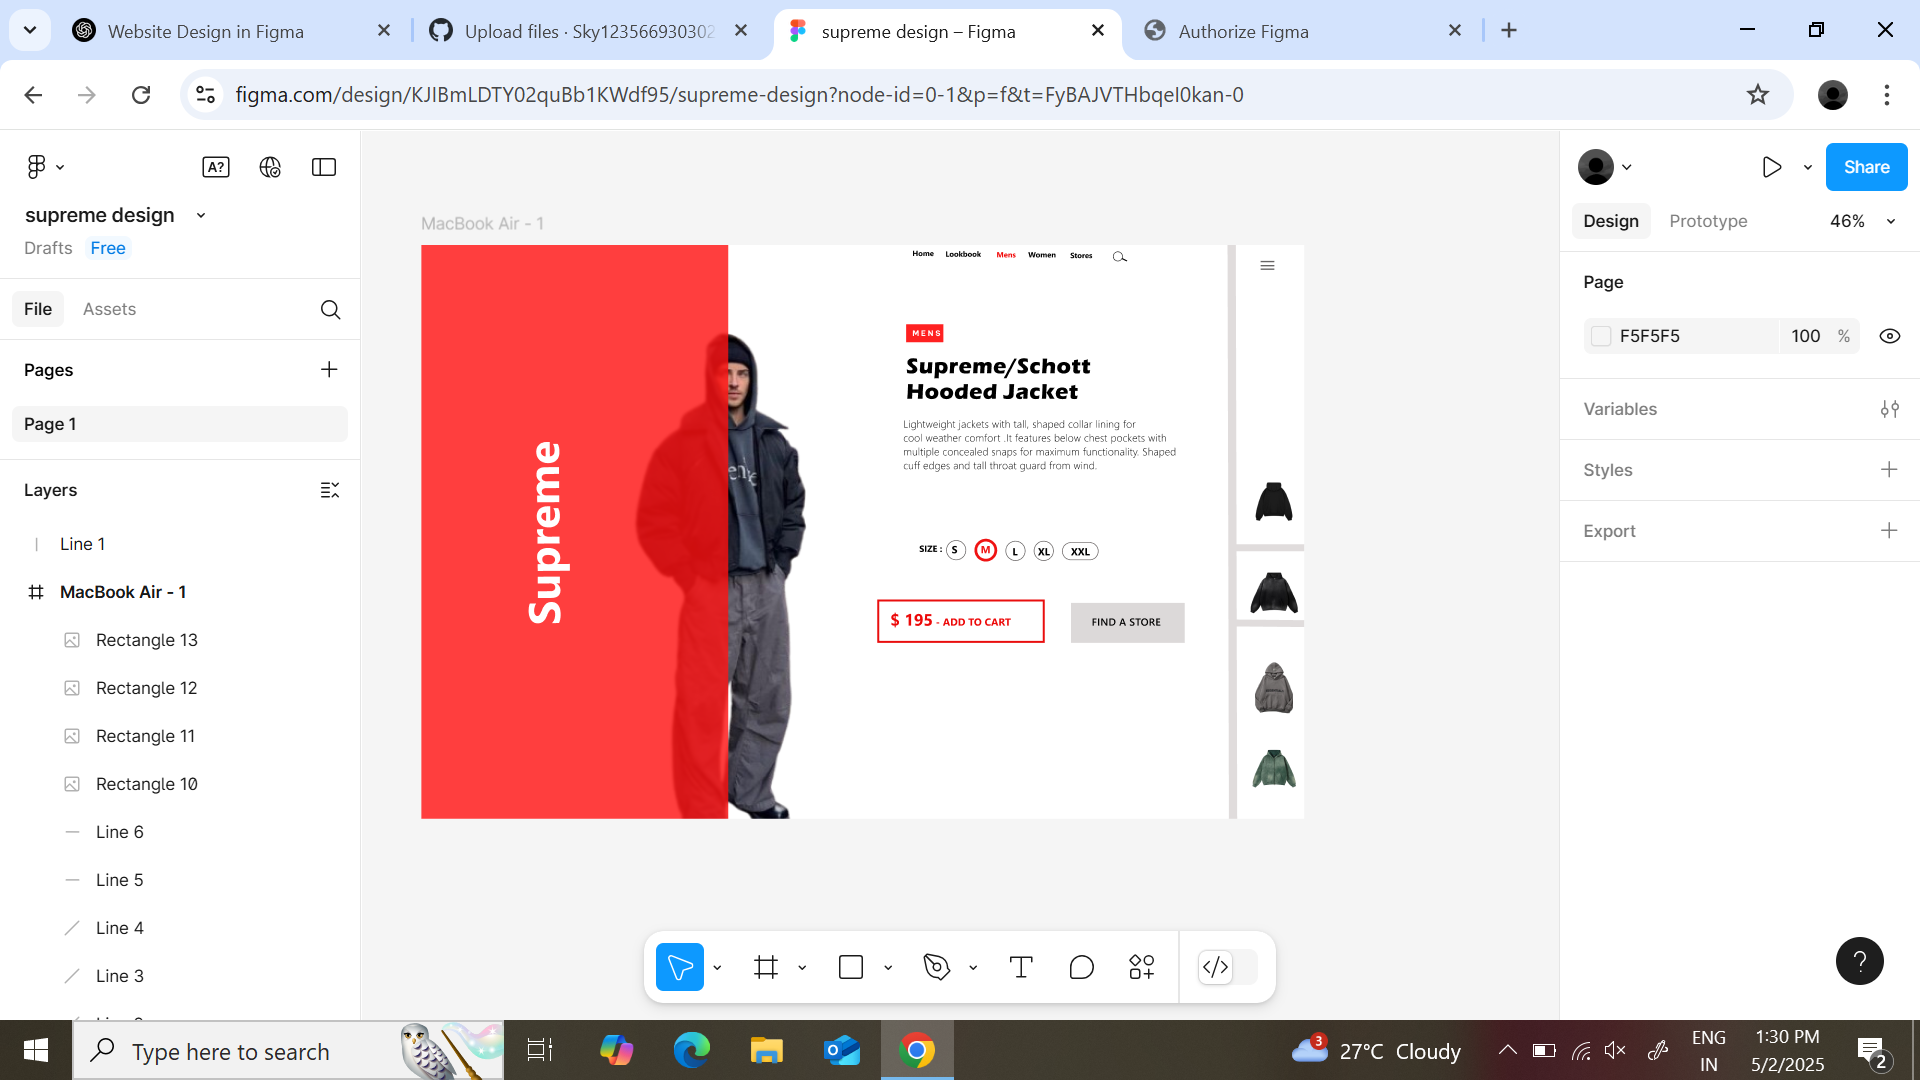 Website Design in Figma
Upload files · Sky12356693030
supreme design – Figma
Authorize Figma
figma.com/design/KJIBmLDTY02quBb1KWdf95/supreme-design?node-id=0-1&p=f&t=FyBAJVTHbqeI0kan-0
A?
supreme design
Drafts Free
File Assets
Pages
Page 1
Layers
Line 1
MacBook Air - 1
Rectangle 13
Rectangle 12
Rectangle 11
Rectangle 10
Line 6
Line 5
Line 4
Line 3
MacBook Air - 1
Supreme
Home Lookbook Mens Women Stores
MENS
Supreme/Schott
Hooded Jacket
Lightweight jackets with tall, shaped collar lining for
cool weather comfort .It features below chest pockets with
multiple concealed snaps for maximum functionality. Shaped
cuff edges and tall throat guard from wind.
SIZE : S M L XL XXL
$ 195 - ADD TO CART
FIND A STORE
Share
Design Prototype 46%
Page
F5F5F5 100 %
Variables
Styles
Export
?
Type here to search
3
27°C Cloudy
ENG
IN
1:30 PM
5/2/2025
2